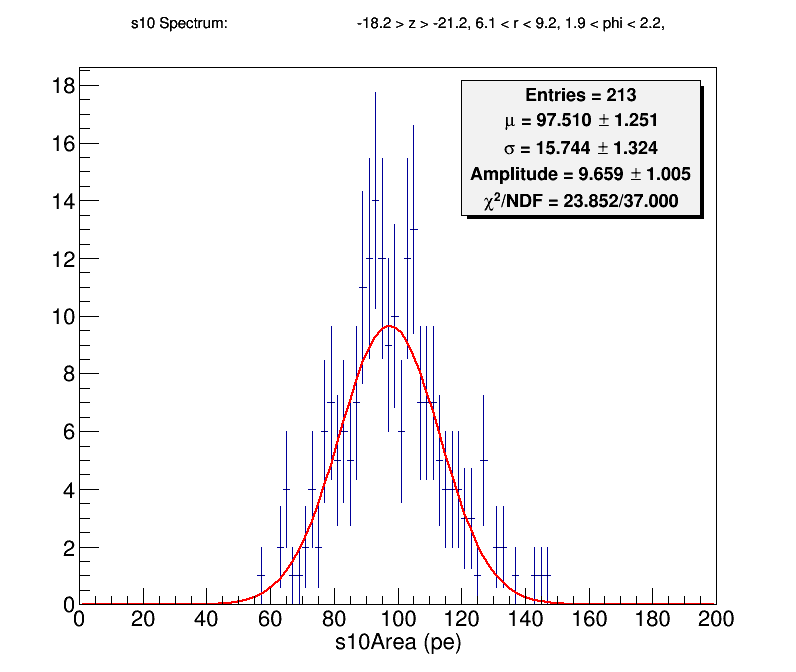 s10 Spectrum: -18.2 > z > -21.2, 6.1 < r < 9.2, 1.9 < phi < 2.2,
Entries = 213
μ = 97.510 ± 1.251
σ = 15.744 ± 1.324
Amplitude = 9.659 ± 1.005
χ²/NDF = 23.852/37.000
18
16
14
12
10
8
6
4
2
0
0 20 40 60 80 100 120 140 160 180 200
s10Area (pe)